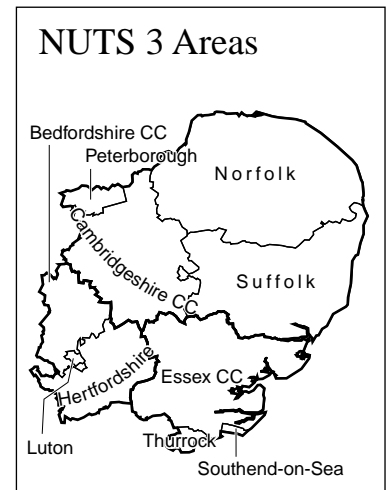 NUTS 3 Areas
Bedfordshire CC
Peterborough
Norfolk
Cambridgeshire CC
Suffolk
Hertfordshire
Essex CC
Luton
Thurrock
Southend-on-Sea